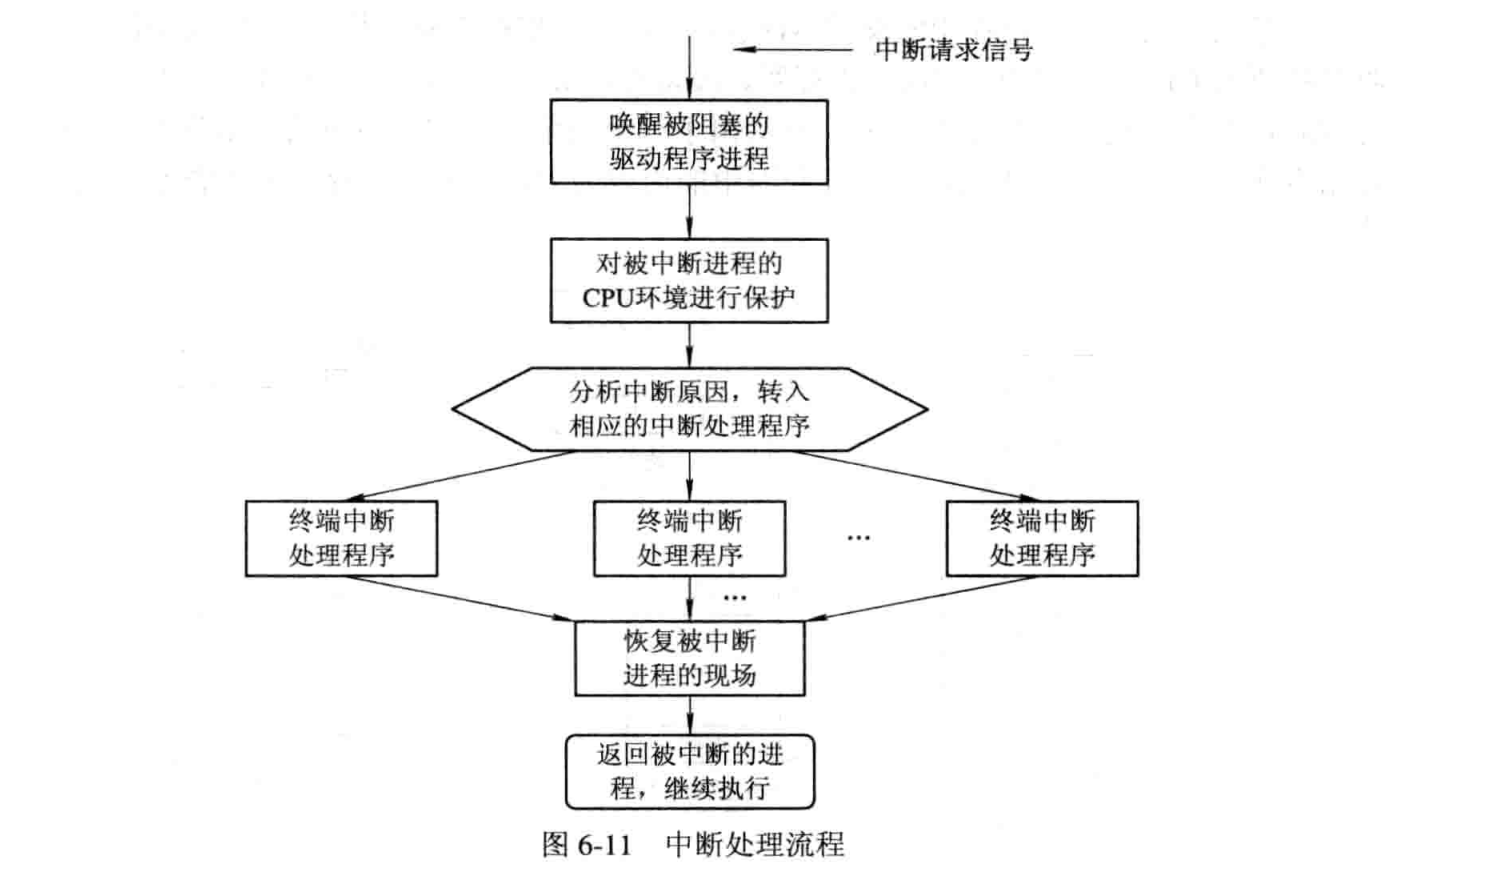 中断请求信号
唤醒被阻塞的
驱动程序进程
对被中断进程的
CPU环境进行保护
分析中断原因，转入
相应的中断处理程序
终端中断
处理程序
终端中断
处理程序
…
终端中断
处理程序
…
恢复被中断
进程的现场
返回被中断的进
程，继续执行
图 6-11 中断处理流程